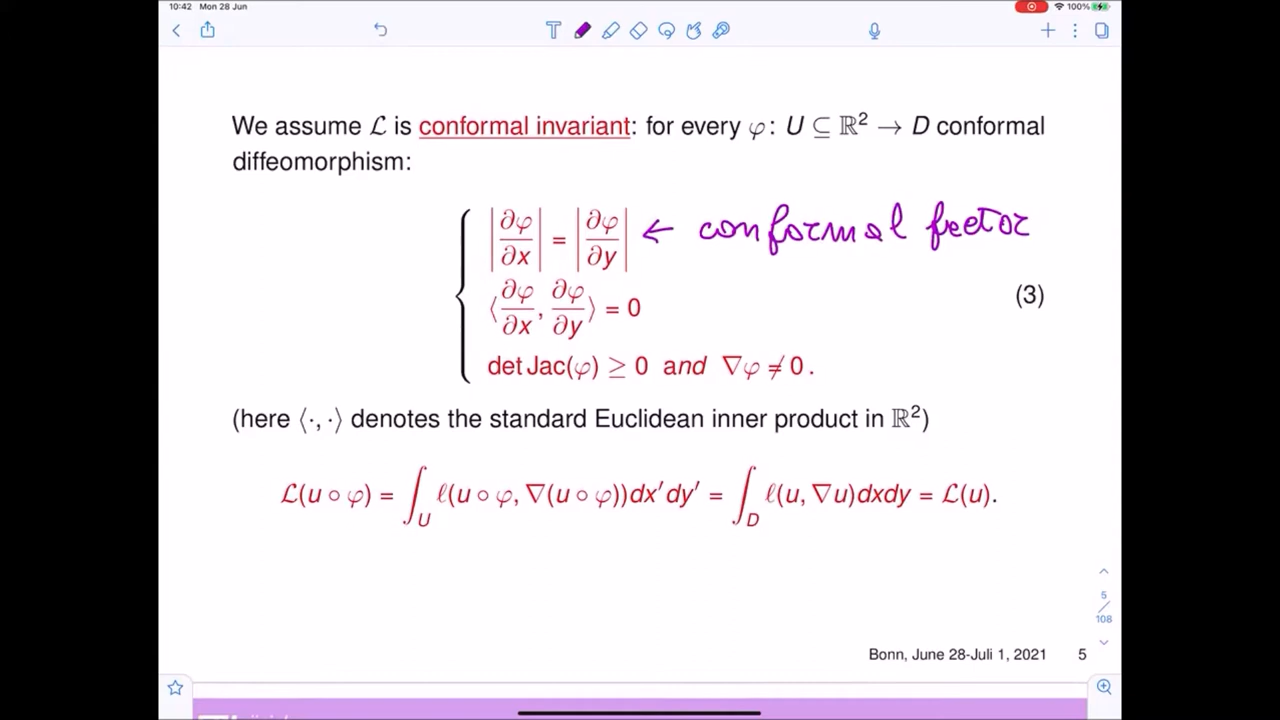 10:42 Mon 28 Jun
100%
We assume ℒ is conformal invariant: for every φ: U ⊆ ℝ² → D conformal
diffeomorphism:
|∂φ/∂x| = |∂φ/∂y| ← conformal factor
⟨∂φ/∂x, ∂φ/∂y⟩ = 0
(3)
det Jac(φ) ≥ 0 and ∇φ ≠ 0.
(here ⟨·,·⟩ denotes the standard Euclidean inner product in ℝ²)
ℒ(u ∘ φ) = ∫_U ℓ(u ∘ φ, ∇(u ∘ φ))dx′dy′ = ∫_D ℓ(u, ∇u)dxdy = ℒ(u).
5
/
108
Bonn, June 28-Juli 1, 2021 5